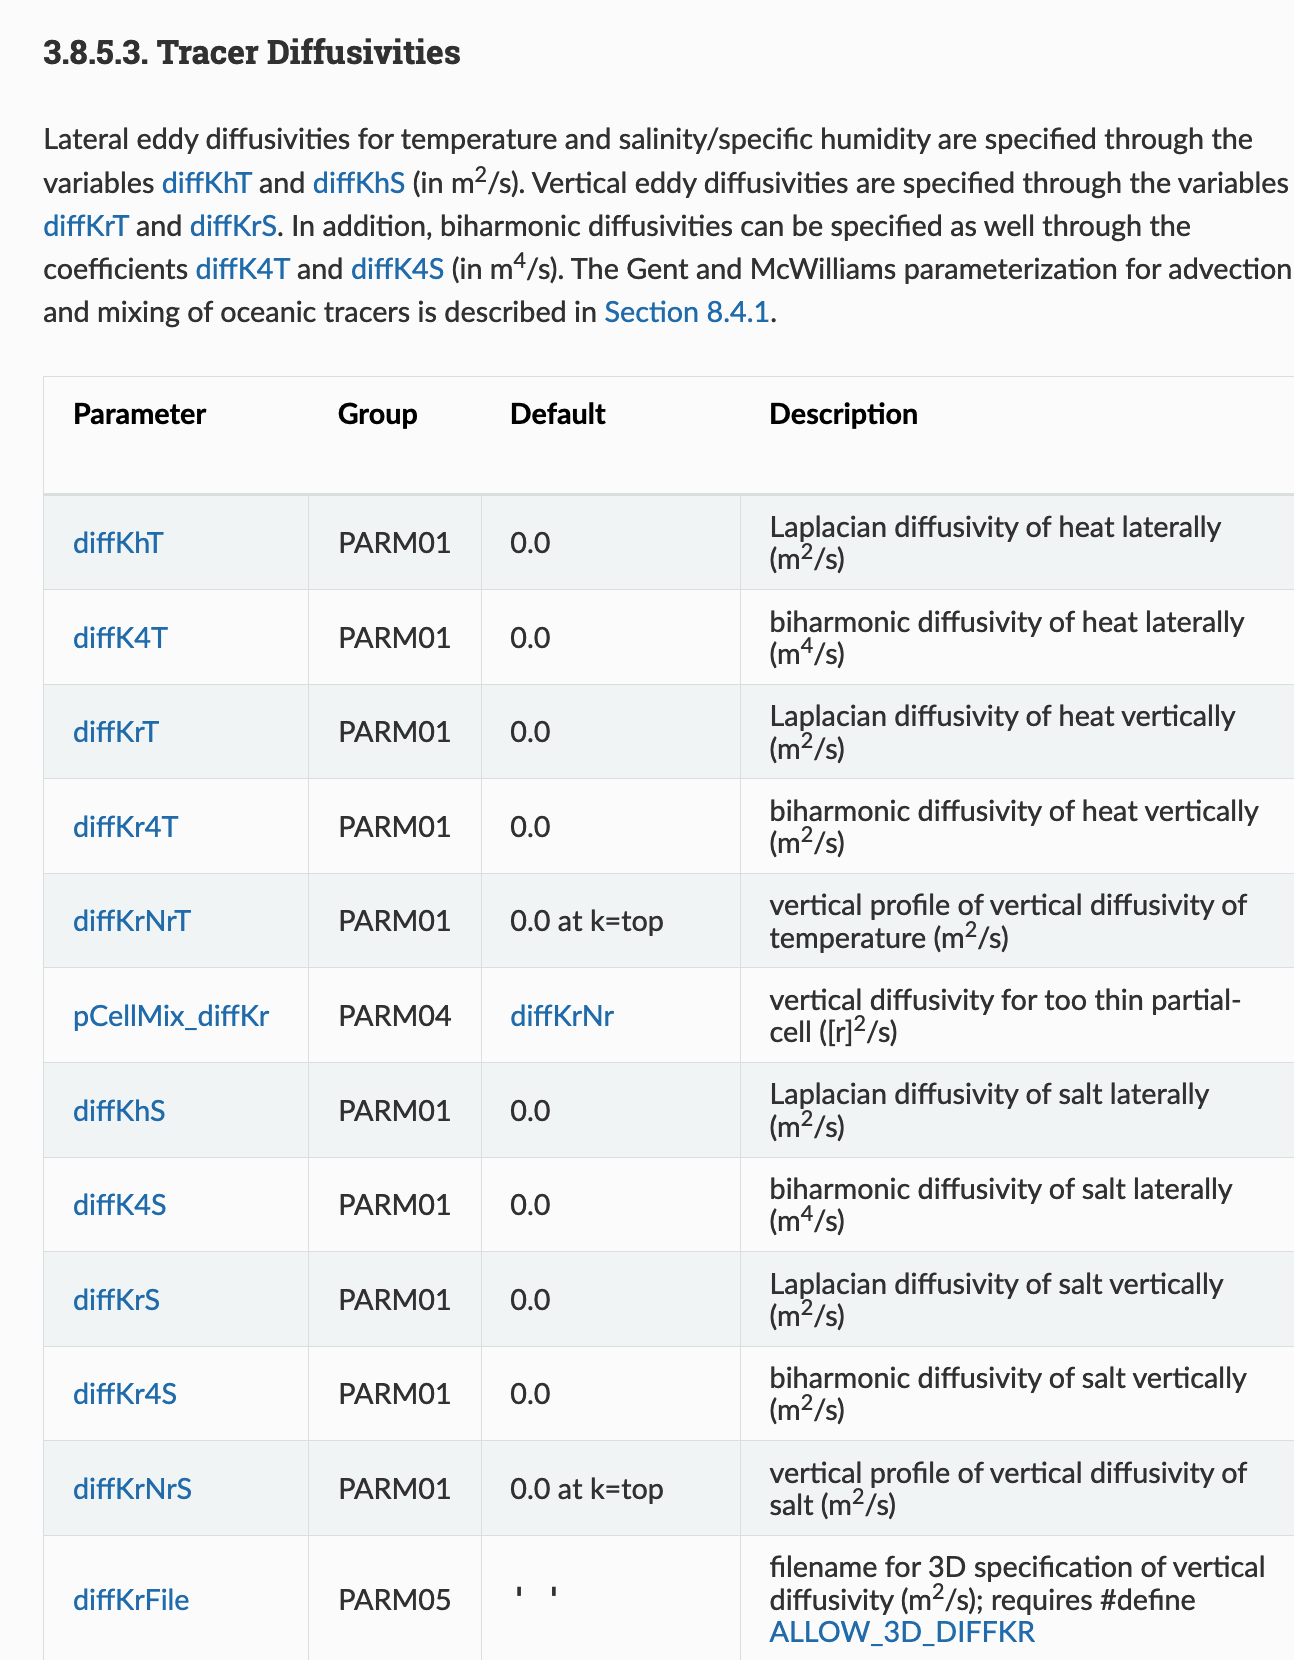 3.8.5.3. Tracer Diffusivities
Lateral eddy diffusivities for temperature and salinity/specific humidity are specified through the
variables diffKhT and diffKhS (in m²/s). Vertical eddy diffusivities are specified through the variables
diffKrT and diffKrS. In addition, biharmonic diffusivities can be specified as well through the
coefficients diffK4T and diffK4S (in m⁴/s). The Gent and McWilliams parameterization for advection
and mixing of oceanic tracers is described in Section 8.4.1.
Parameter Group Default Description
diffKhT PARM01 0.0 Laplacian diffusivity of heat laterally
(m²/s)
diffK4T PARM01 0.0 biharmonic diffusivity of heat laterally
(m⁴/s)
diffKrT PARM01 0.0 Laplacian diffusivity of heat vertically
(m²/s)
diffKr4T PARM01 0.0 biharmonic diffusivity of heat vertically
(m²/s)
diffKrNrT PARM01 0.0 at k=top vertical profile of vertical diffusivity of
temperature (m²/s)
pCellMix_diffKr PARM04 diffKrNr vertical diffusivity for too thin partial-
cell ([r]²/s)
diffKhS PARM01 0.0 Laplacian diffusivity of salt laterally
(m²/s)
diffK4S PARM01 0.0 biharmonic diffusivity of salt laterally
(m⁴/s)
diffKrS PARM01 0.0 Laplacian diffusivity of salt vertically
(m²/s)
diffKr4S PARM01 0.0 biharmonic diffusivity of salt vertically
(m²/s)
diffKrNrS PARM01 0.0 at k=top vertical profile of vertical diffusivity of
salt (m²/s)
diffKrFile PARM05 ' ' filename for 3D specification of vertical
diffusivity (m²/s); requires #define
ALLOW_3D_DIFFKR